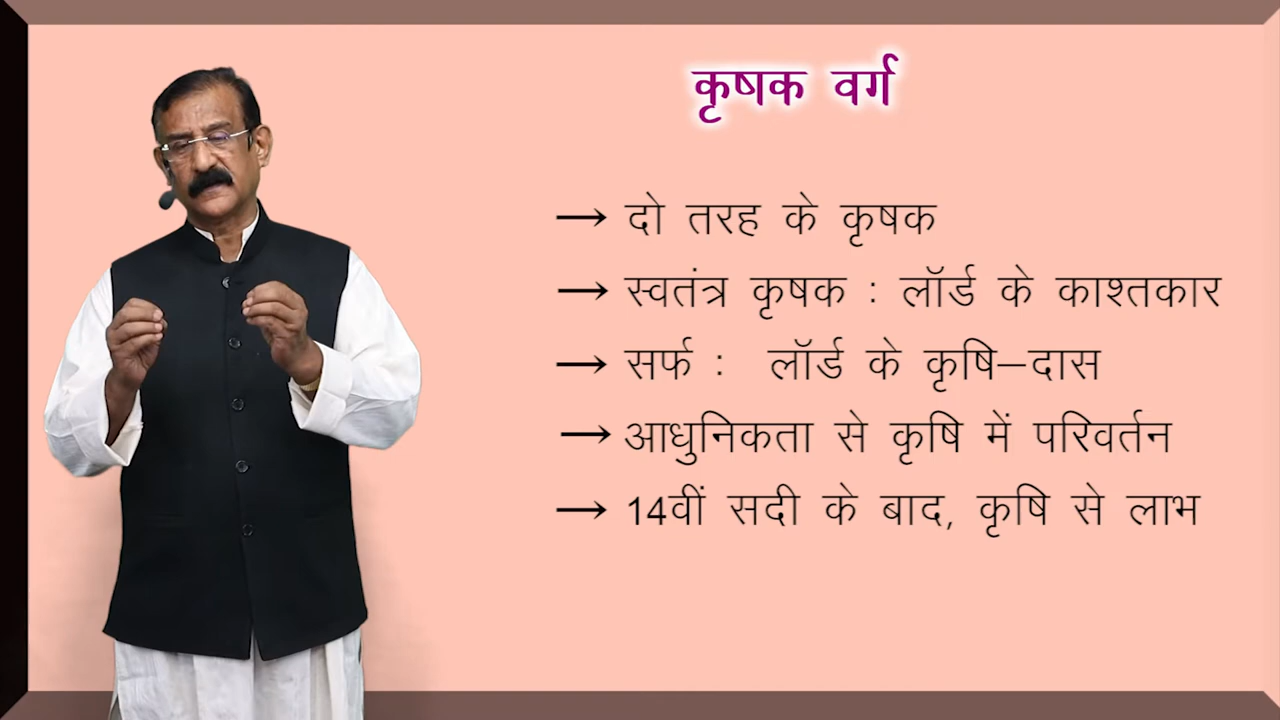 कृषक वर्ग
→ दो तरह के कृषक
→ स्वतंत्र कृषक : लॉर्ड के काश्तकार
→ सर्फ : लॉर्ड के कृषि–दास
→ आधुनिकता से कृषि में परिवर्तन
→ 14वीं सदी के बाद, कृषि से लाभ